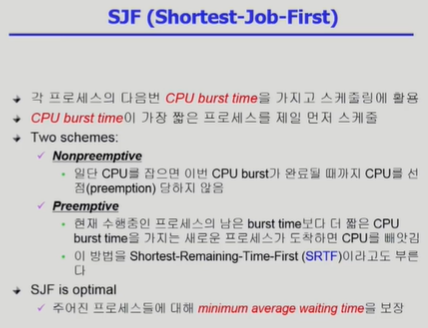 SJF (Shortest-Job-First)
각 프로세스의 다음번 CPU burst time을 가지고 스케줄링에 활용
CPU burst time이 가장 짧은 프로세스를 제일 먼저 스케줄
Two schemes:
Nonpreemptive
일단 CPU를 잡으면 이번 CPU burst가 완료될 때까지 CPU를 선
점(preemption) 당하지 않음
Preemptive
현재 수행중인 프로세스의 남은 burst time보다 더 짧은 CPU
burst time을 가지는 새로운 프로세스가 도착하면 CPU를 빼앗김
이 방법을 Shortest-Remaining-Time-First (SRTF)이라고도 부른
다
SJF is optimal
주어진 프로세스들에 대해 minimum average waiting time을 보장